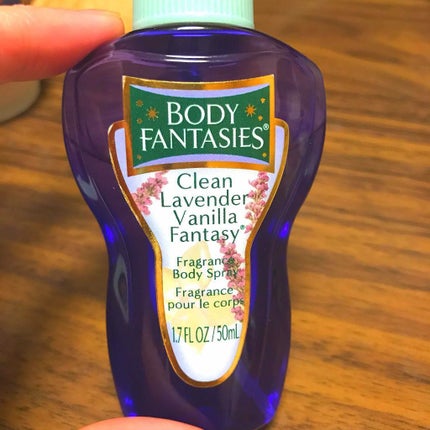 BODY
FANTASIES®
Clean
Lavender
Vanilla
Fantasy®
Fragrance
Body Spray
Fragrance
pour le corps
1.7 FL OZ / 50mL